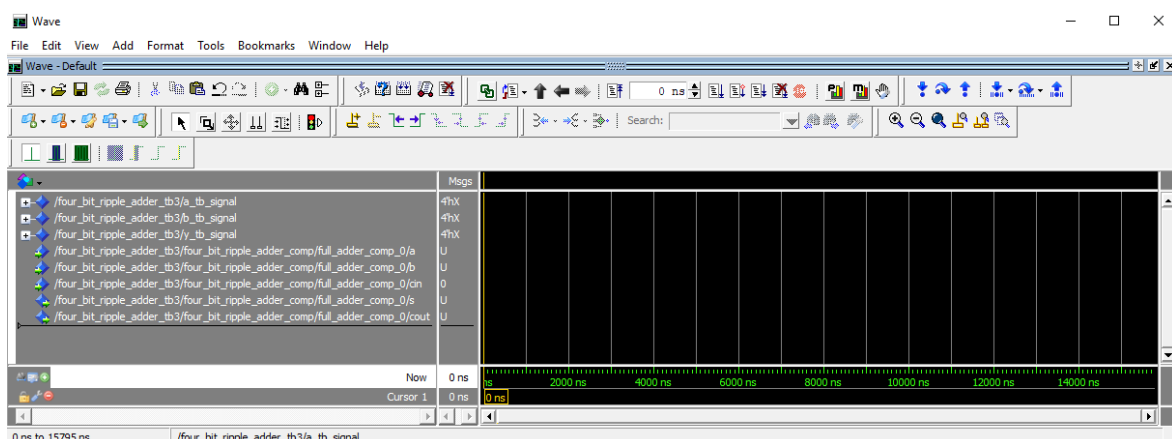 Wave
File Edit View Add Format Tools Bookmarks Window Help
Wave - Default
0 ns
Search:
Msgs
/four_bit_ripple_adder_tb3/a_tb_signal 4'hX
/four_bit_ripple_adder_tb3/b_tb_signal 4'hX
/four_bit_ripple_adder_tb3/y_tb_signal 4'hX
/four_bit_ripple_adder_tb3/four_bit_ripple_adder_comp/full_adder_comp_0/a U
/four_bit_ripple_adder_tb3/four_bit_ripple_adder_comp/full_adder_comp_0/b U
/four_bit_ripple_adder_tb3/four_bit_ripple_adder_comp/full_adder_comp_0/cin 0
/four_bit_ripple_adder_tb3/four_bit_ripple_adder_comp/full_adder_comp_0/s U
/four_bit_ripple_adder_tb3/four_bit_ripple_adder_comp/full_adder_comp_0/cout U
Now 0 ns ns 2000 ns 4000 ns 6000 ns 8000 ns 10000 ns 12000 ns 14000 ns
Cursor 1 0 ns 0 ns
0 ns to 15795 ns /four_bit_ripple_adder_tb3/a_tb_signal